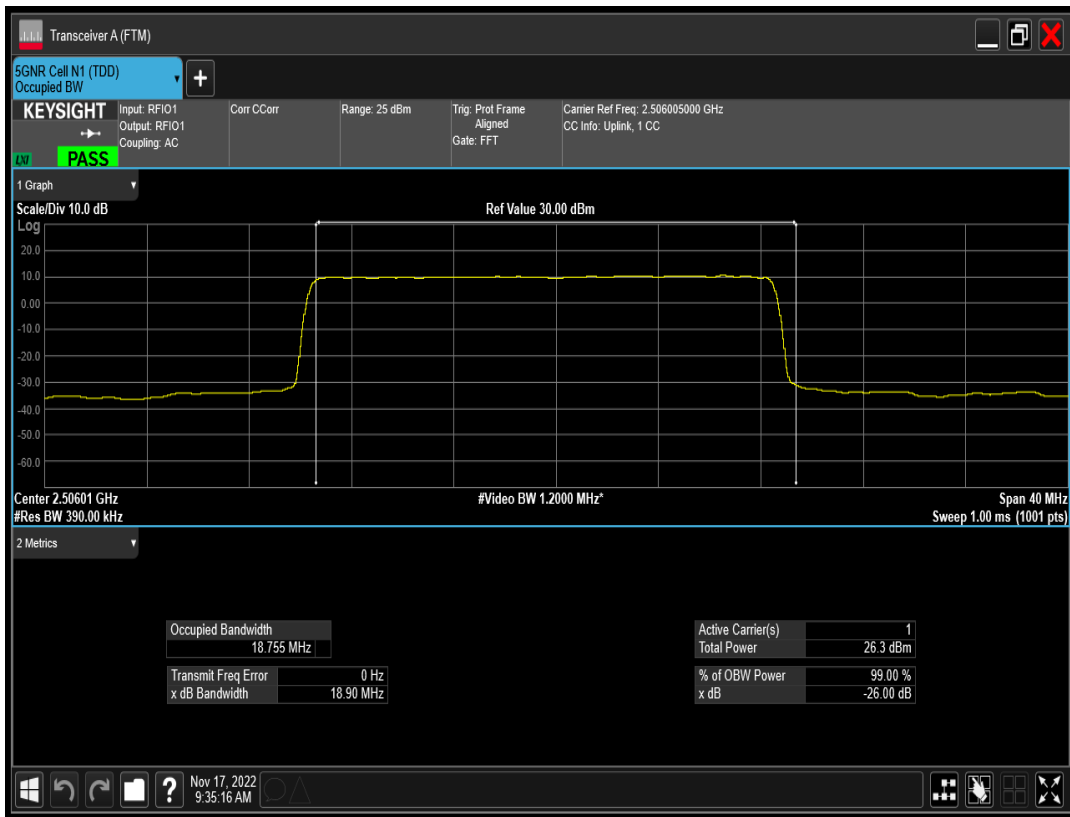 Transceiver A (FTM)
5GNR Cell N1 (TDD)
Occupied BW
+
KEYSIGHT
LXI
PASS
Input: RFIO1
Output: RFIO1
Coupling: AC
Corr CCorr
Range: 25 dBm
Trig: Prot Frame
Aligned
Gate: FFT
Carrier Ref Freq: 2.506005000 GHz
CC Info: Uplink, 1 CC
1 Graph
Scale/Div 10.0 dB
Ref Value 30.00 dBm
Log
20.0
10.0
0.00
-10.0
-20.0
-30.0
-40.0
-50.0
-60.0
Center 2.50601 GHz
#Video BW 1.2000 MHz*
Span 40 MHz
#Res BW 390.00 kHz
Sweep 1.00 ms (1001 pts)
2 Metrics
Occupied Bandwidth
18.755 MHz
Transmit Freq Error 0 Hz
x dB Bandwidth 18.90 MHz
Active Carrier(s) 1
Total Power 26.3 dBm
% of OBW Power 99.00 %
x dB -26.00 dB
?
Nov 17, 2022
9:35:16 AM